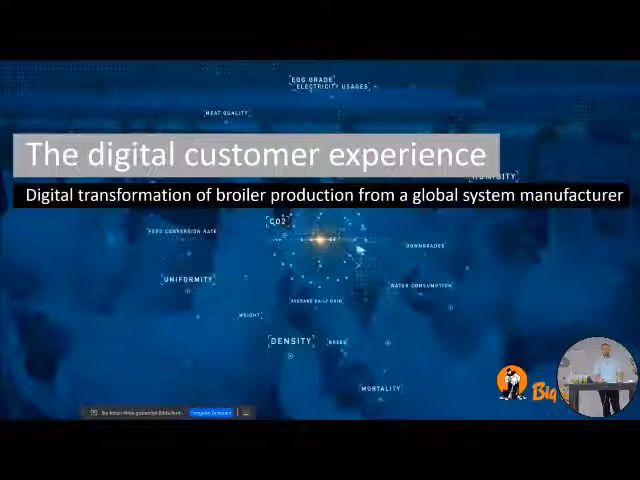 EGG GRADE
ELECTRICITY USAGES
MEAT QUALITY
The digital customer experience
HUMIDITY
Digital transformation of broiler production from a global system manufacturer
CO2
FEED CONVERSION RATE
DOWNGRADES
UNIFORMITY
WATER CONSUMPTION
AVERAGE DAILY GAIN
WEIGHT
DENSITY
BREED
MORTALITY
Big